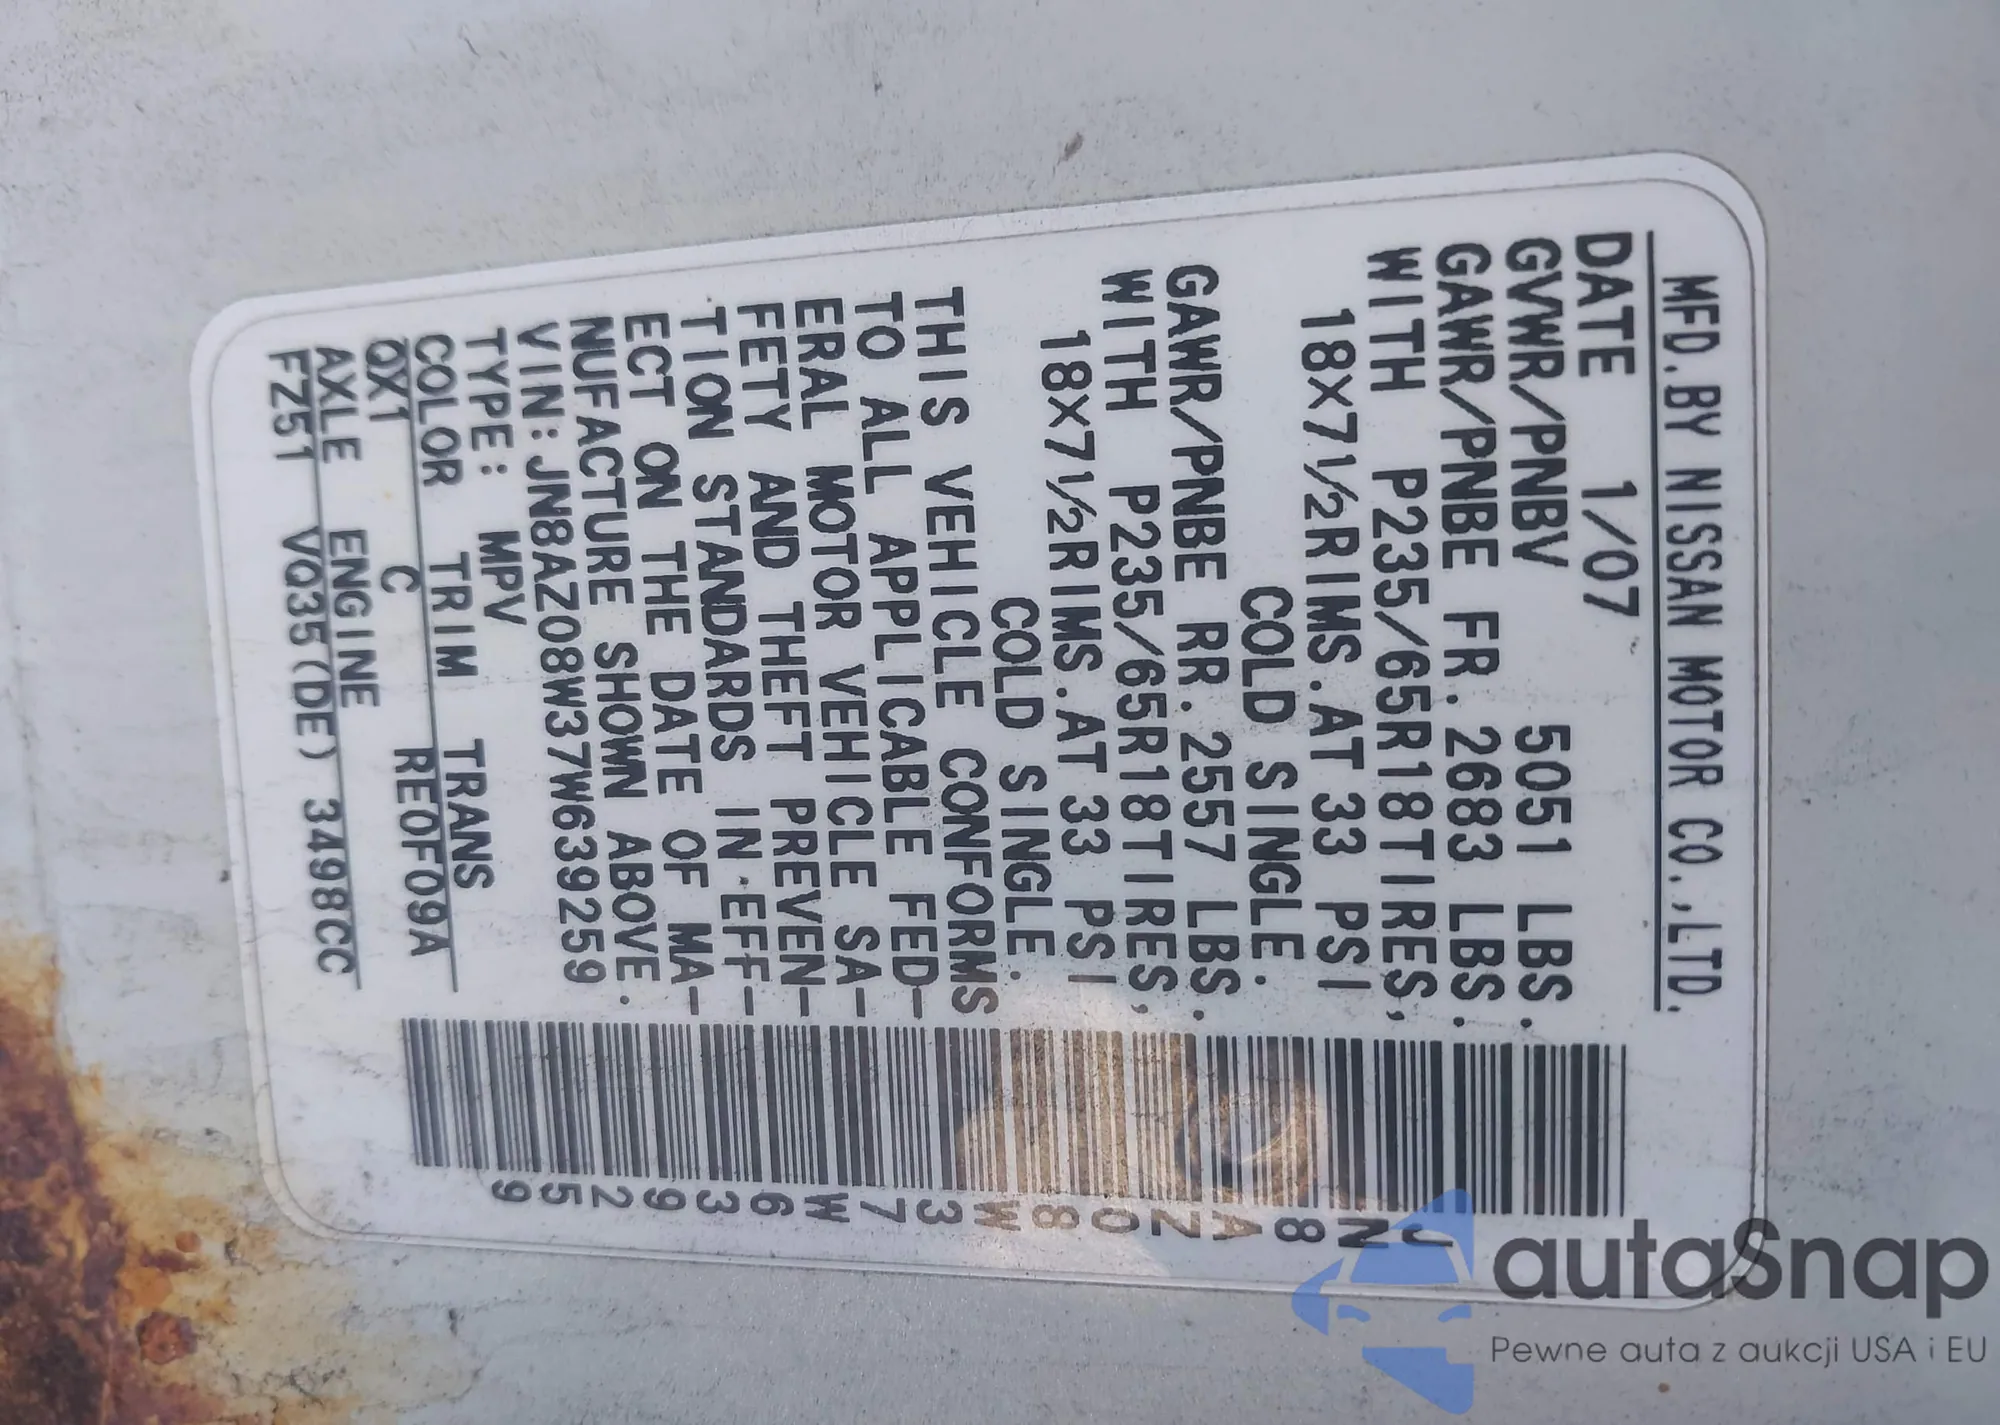 MFD.BY NISSAN MOTOR CO.,LTD.
DATE 1/07
GVWR/PNBV 5051 LBS.
GAWR/PNBE FR.2683 LBS.
WITH P235/65R18TIRES,
18×7½RIMS.AT 33 PSI
COLD SINGLE.
GAWR/PNBE RR.2557 LBS.
WITH P235/65R18TIRES,
18×7½RIMS.AT 33 PSI
COLD SINGLE.
THIS VEHICLE CONFORMS
TO ALL APPLICABLE FED-
ERAL MOTOR VEHICLE SA-
FETY AND THEFT PREVEN-
TION STANDARDS IN EFF-
ECT ON THE DATE OF MA-
NUFACTURE SHOWN ABOVE.
VIN:JN8AZ08W37W639259
TYPE: MPV
COLOR TRIM TRANS
QX1 C RE0F09A
AXLE ENGINE
FZ51 VQ35(DE) 3498CC
JN8AZ08W37W639259
autaSnap
Pewne auta z aukcji USA i EU